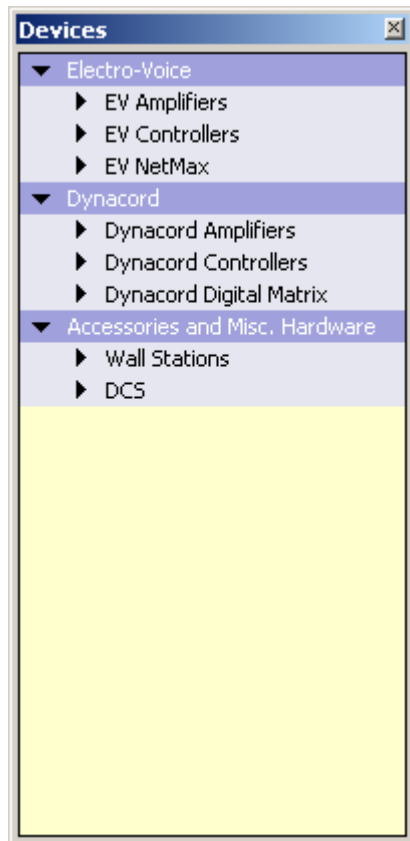 Devices
Electro-Voice
EV Amplifiers
EV Controllers
EV NetMax
Dynacord
Dynacord Amplifiers
Dynacord Controllers
Dynacord Digital Matrix
Accessories and Misc. Hardware
Wall Stations
DCS